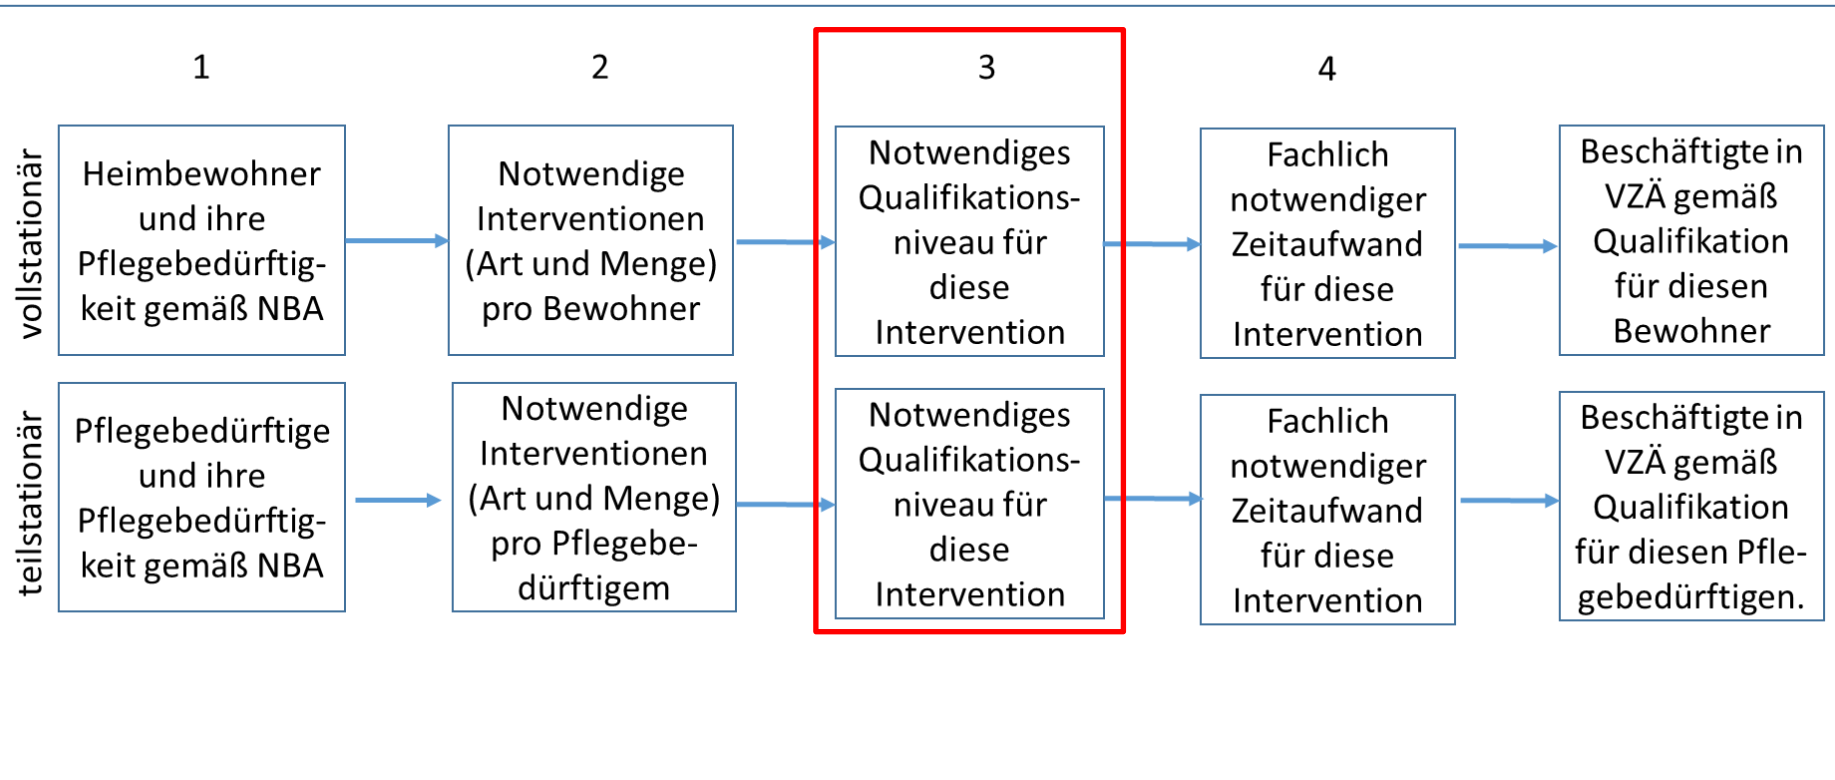 1
2
3
4
vollstationär
Heimbewohner
und ihre
Pflegebedürftig-
keit gemäß NBA
Notwendige
Interventionen
(Art und Menge)
pro Bewohner
Notwendiges
Qualifikations-
niveau für
diese
Intervention
Fachlich
notwendiger
Zeitaufwand
für diese
Intervention
Beschäftigte in
VZÄ gemäß
Qualifikation
für diesen
Bewohner
teilstationär
Pflegebedürftige
und ihre
Pflegebedürftig-
keit gemäß NBA
Notwendige
Interventionen
(Art und Menge)
pro Pflegebe-
dürftigem
Notwendiges
Qualifikations-
niveau für
diese
Intervention
Fachlich
notwendiger
Zeitaufwand
für diese
Intervention
Beschäftigte in
VZÄ gemäß
Qualifikation
für diesen Pfle-
gebedürftigen.